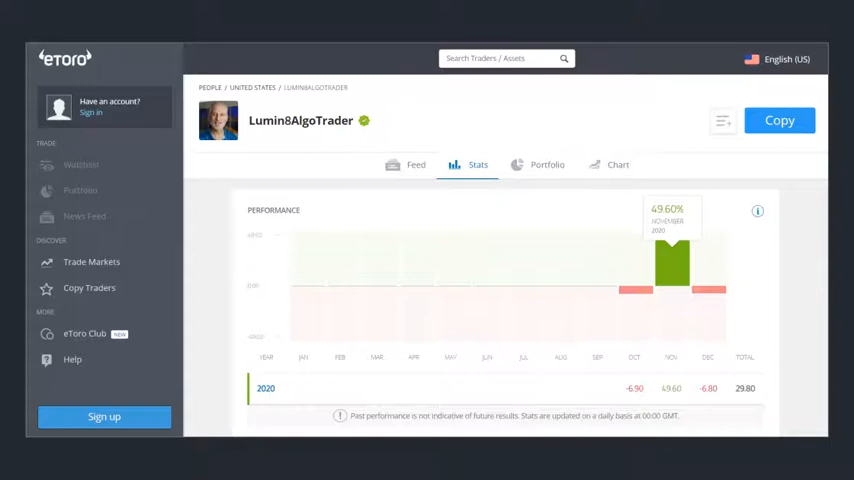 eToro
Search Traders / Assets
English (US)
Have an account?
Sign in
PEOPLE / UNITED STATES / LUMIN8ALGOTRADER
Lumin8AlgoTrader
Copy
TRADE
Watchlist
Portfolio
News Feed
DISCOVER
Trade Markets
Copy Traders
MORE
eToro Club NEW
Help
Sign up
Feed
Stats
Portfolio
Chart
PERFORMANCE
49.60%
NOVEMBER
2020
0.00
YEAR JAN FEB MAR APR MAY JUN JUL AUG SEP OCT NOV DEC TOTAL
2020 -6.90 49.60 -6.80 29.80
Past performance is not indicative of future results. Stats are updated on a daily basis at 00:00 GMT.